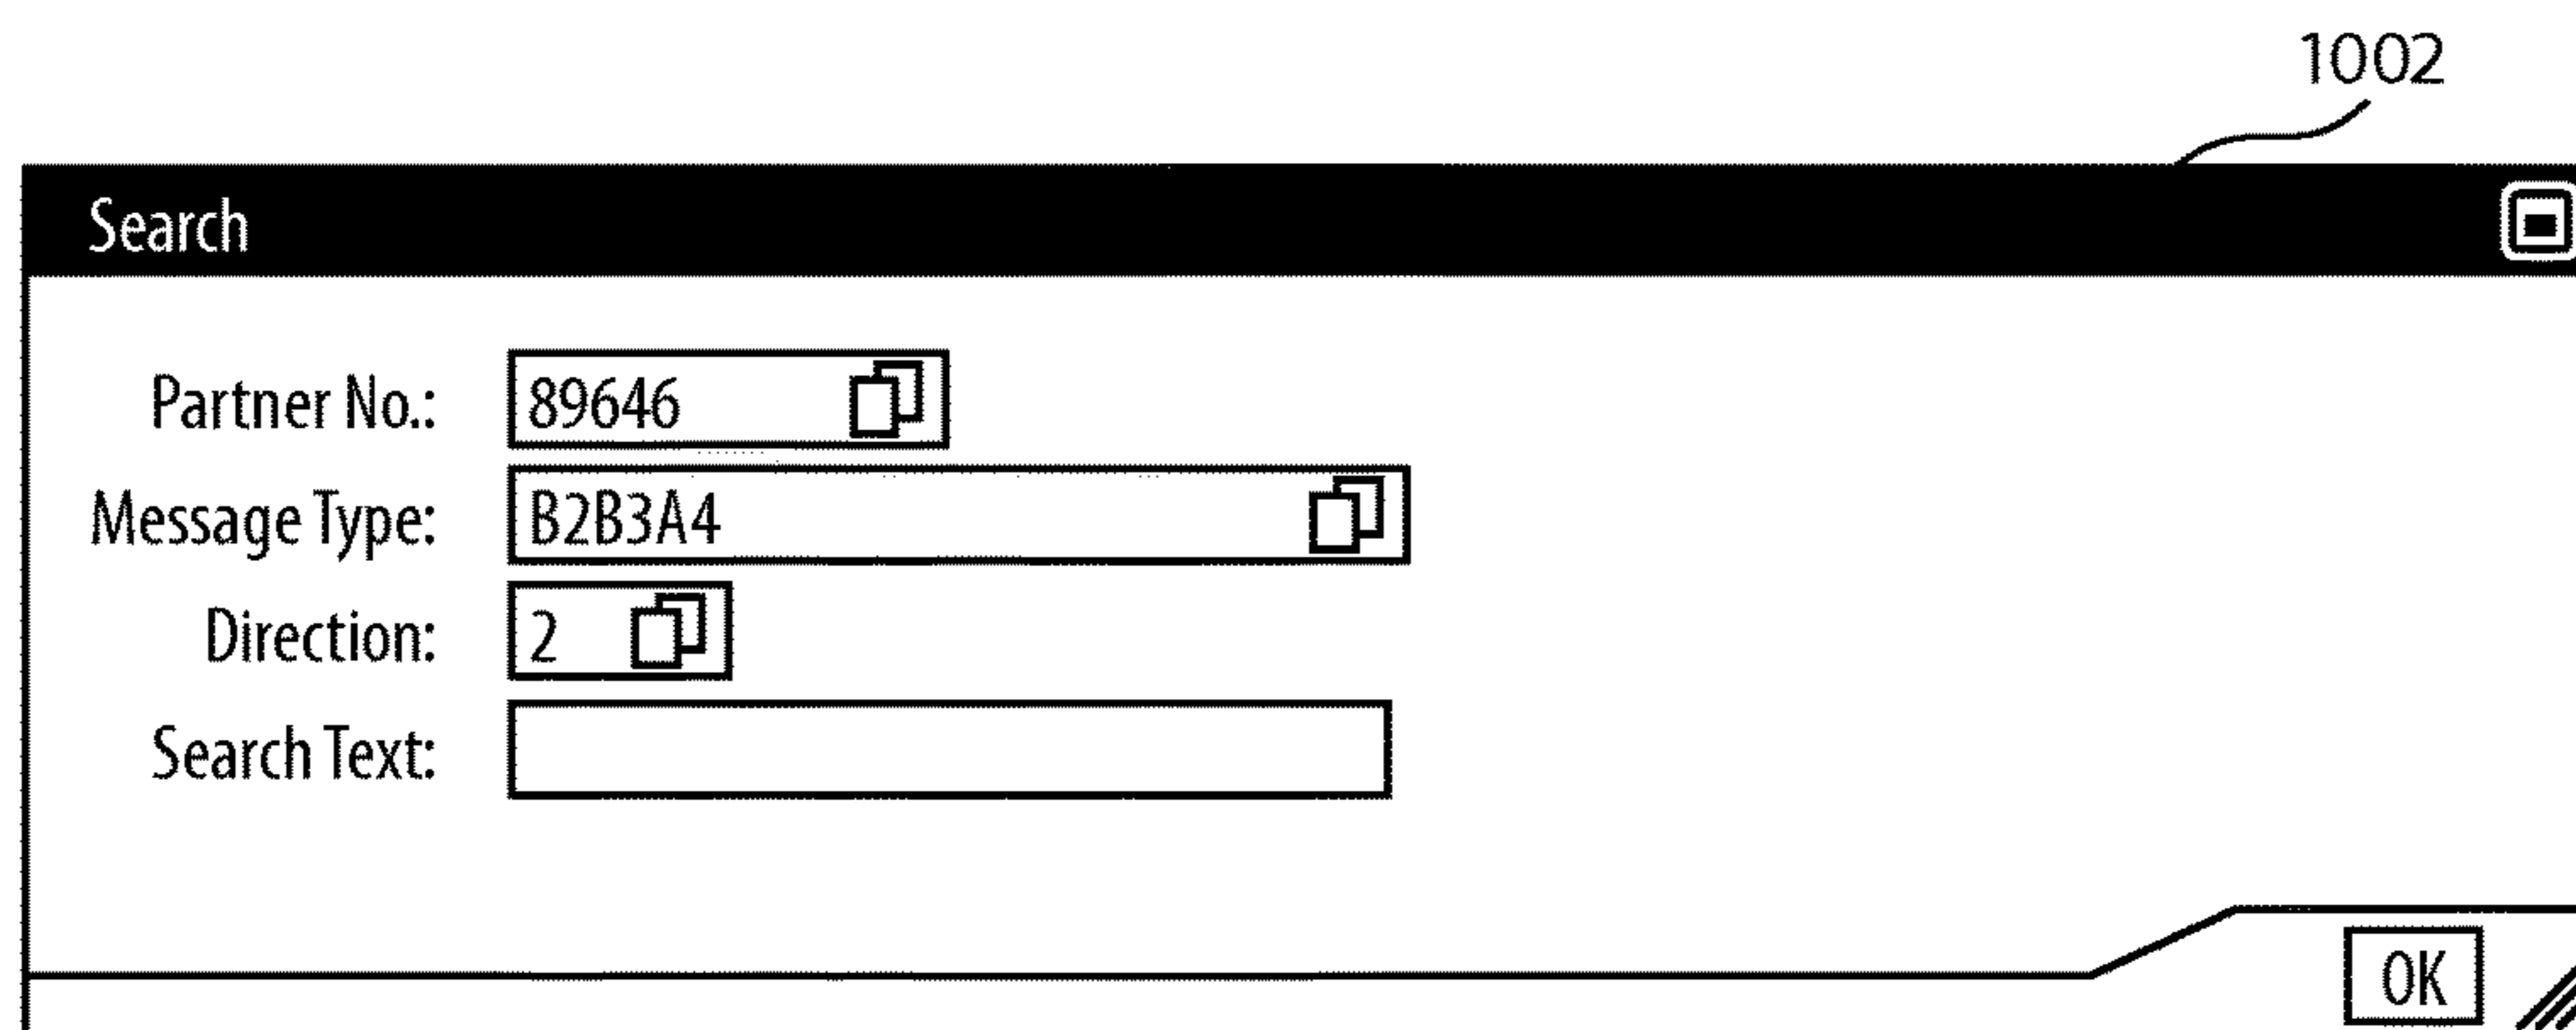 1002
Search
Partner No.: 89646
Message Type: B2B3A4
Direction: 2
Search Text:
OK